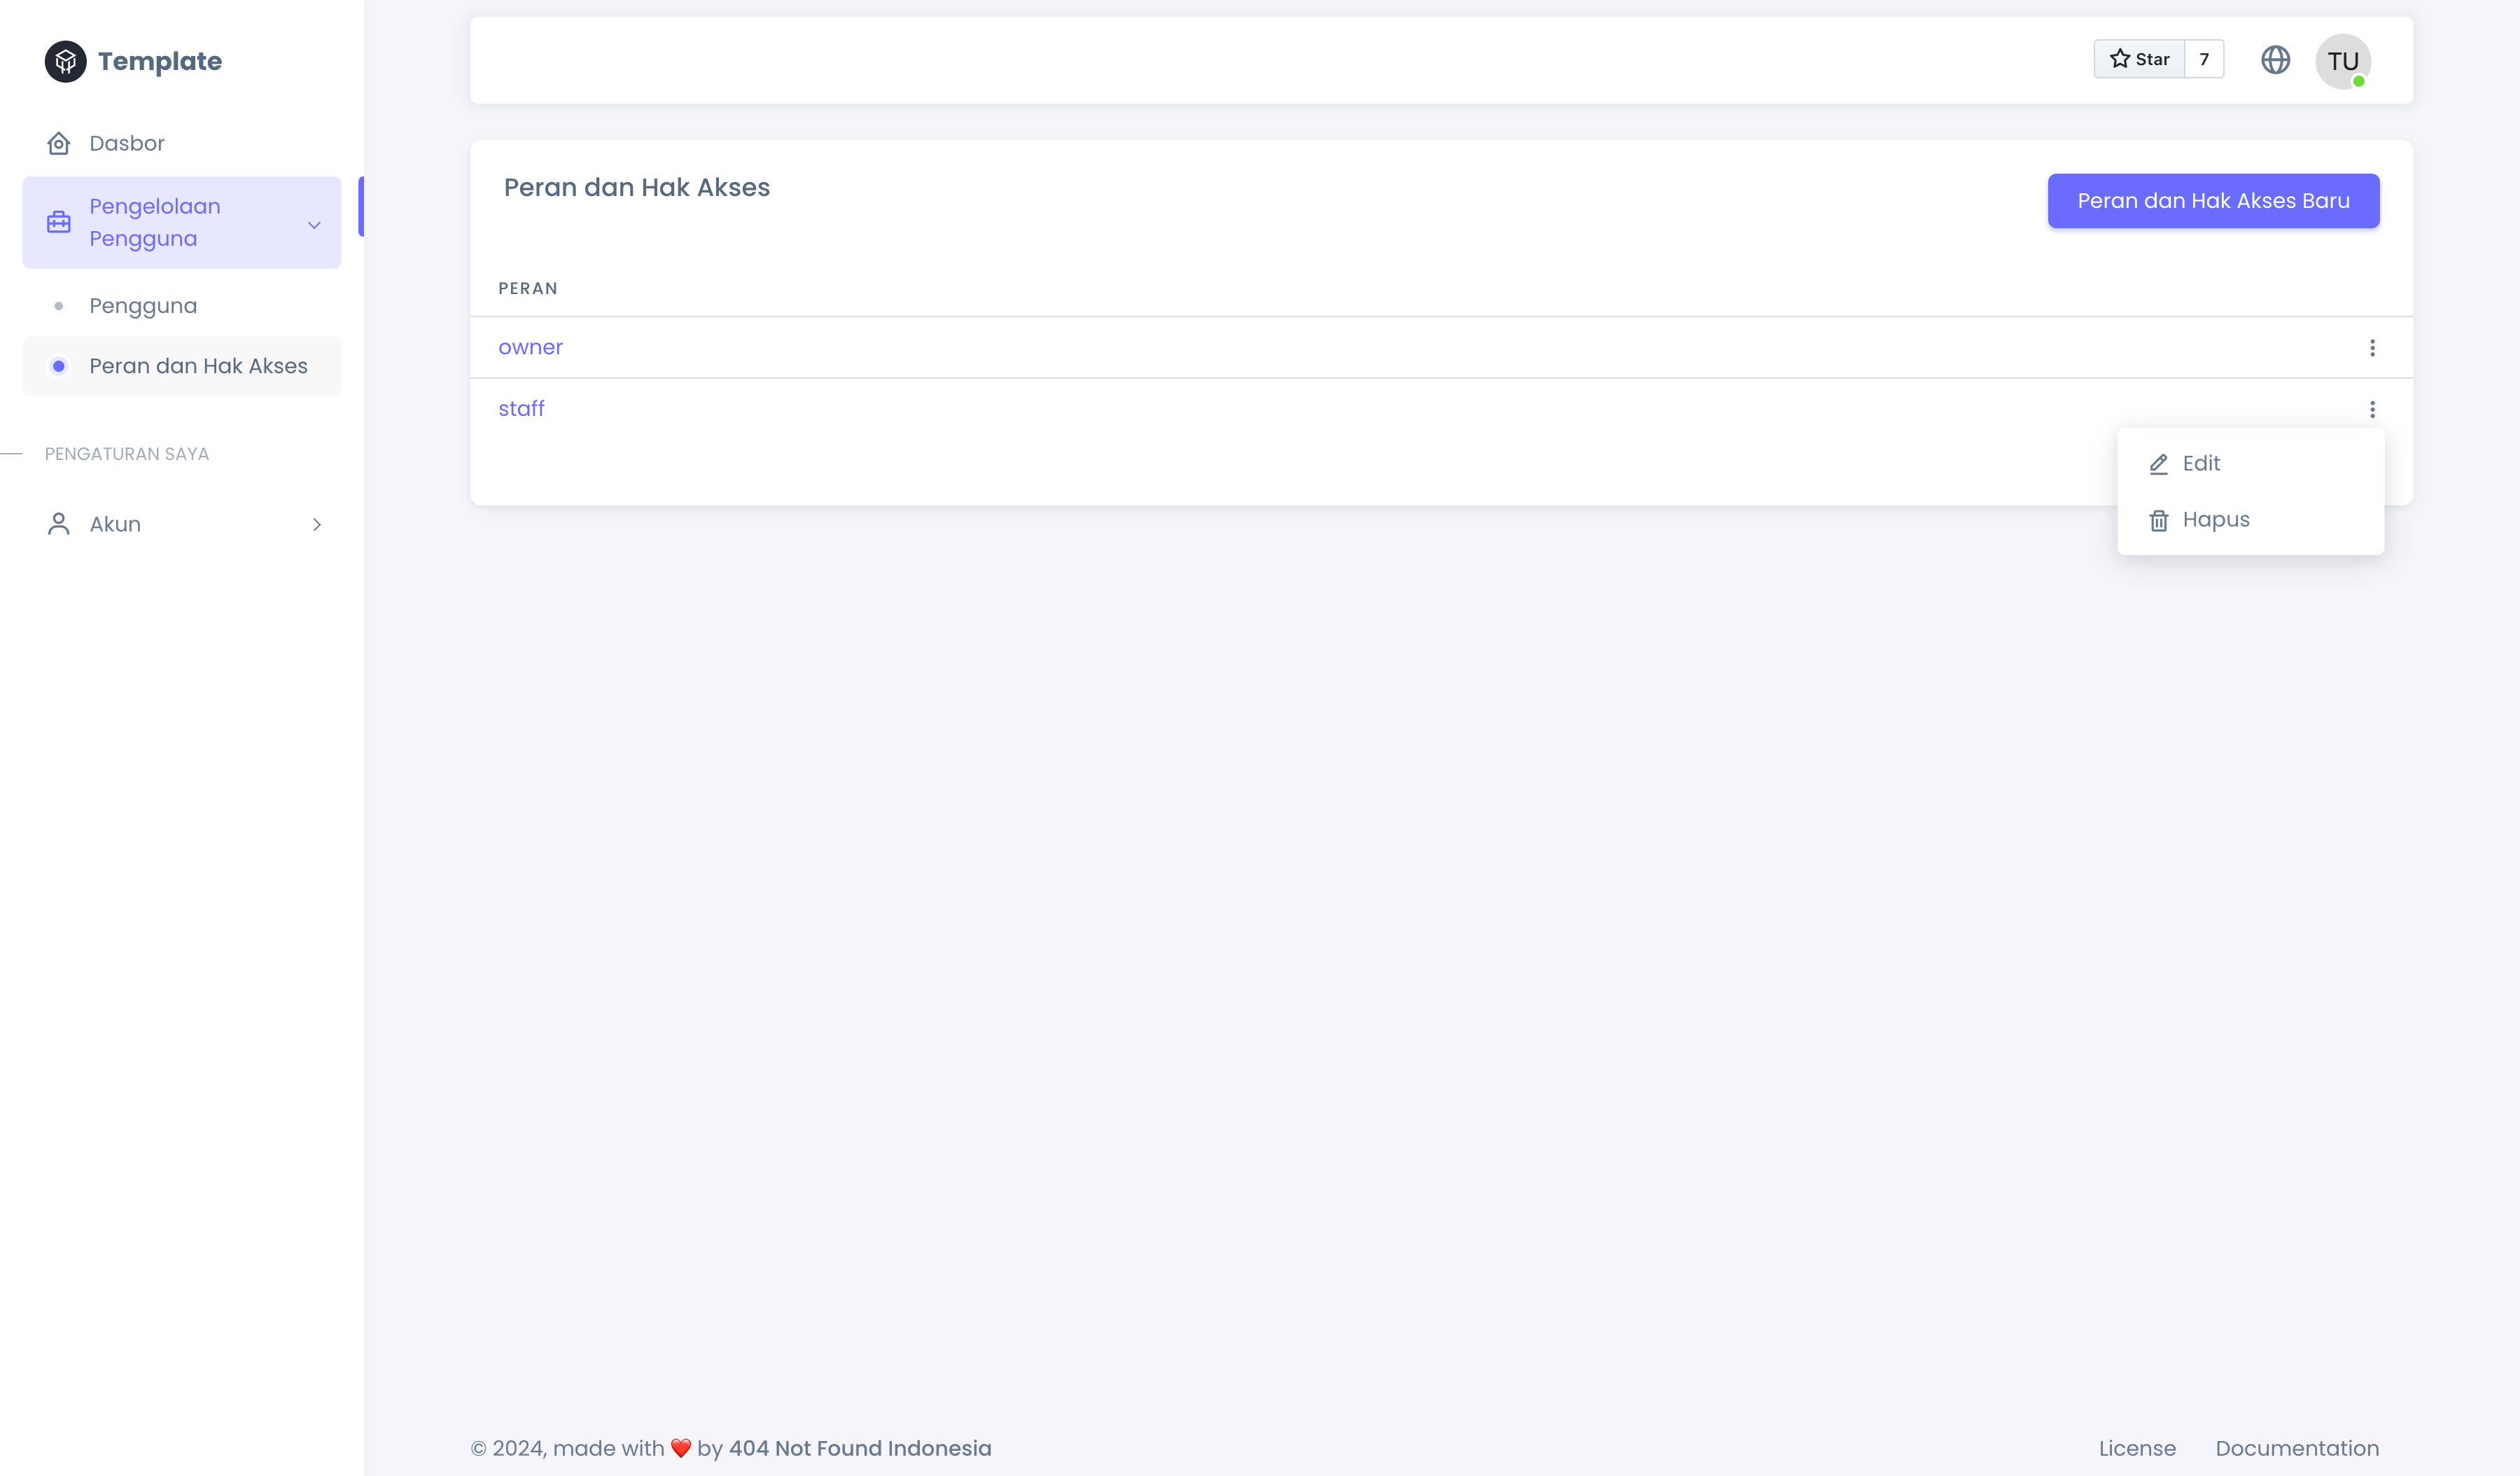 Template
Dasbor
Pengelolaan
Pengguna
Pengguna
Peran dan Hak Akses
PENGATURAN SAYA
Akun
Star
7
TU
Peran dan Hak Akses
Peran dan Hak Akses Baru
PERAN
owner
staff
Edit
Hapus
© 2024, made with ❤️ by 404 Not Found Indonesia
License
Documentation